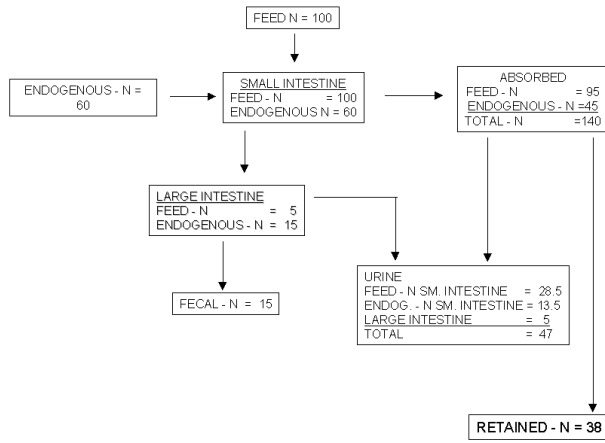 FEED N = 100
ENDOGENOUS - N =
60
SMALL INTESTINE
FEED - N = 100
ENDOGENOUS N = 60
ABSORBED
FEED - N = 95
ENDOGENOUS - N =45
TOTAL - N =140
LARGE INTESTINE
FEED - N = 5
ENDOGENOUS - N = 15
FECAL - N = 15
URINE
FEED - N SM. INTESTINE = 28.5
ENDOG. - N SM. INTESTINE = 13.5
LARGE INTESTINE = 5
TOTAL = 47
RETAINED - N = 38